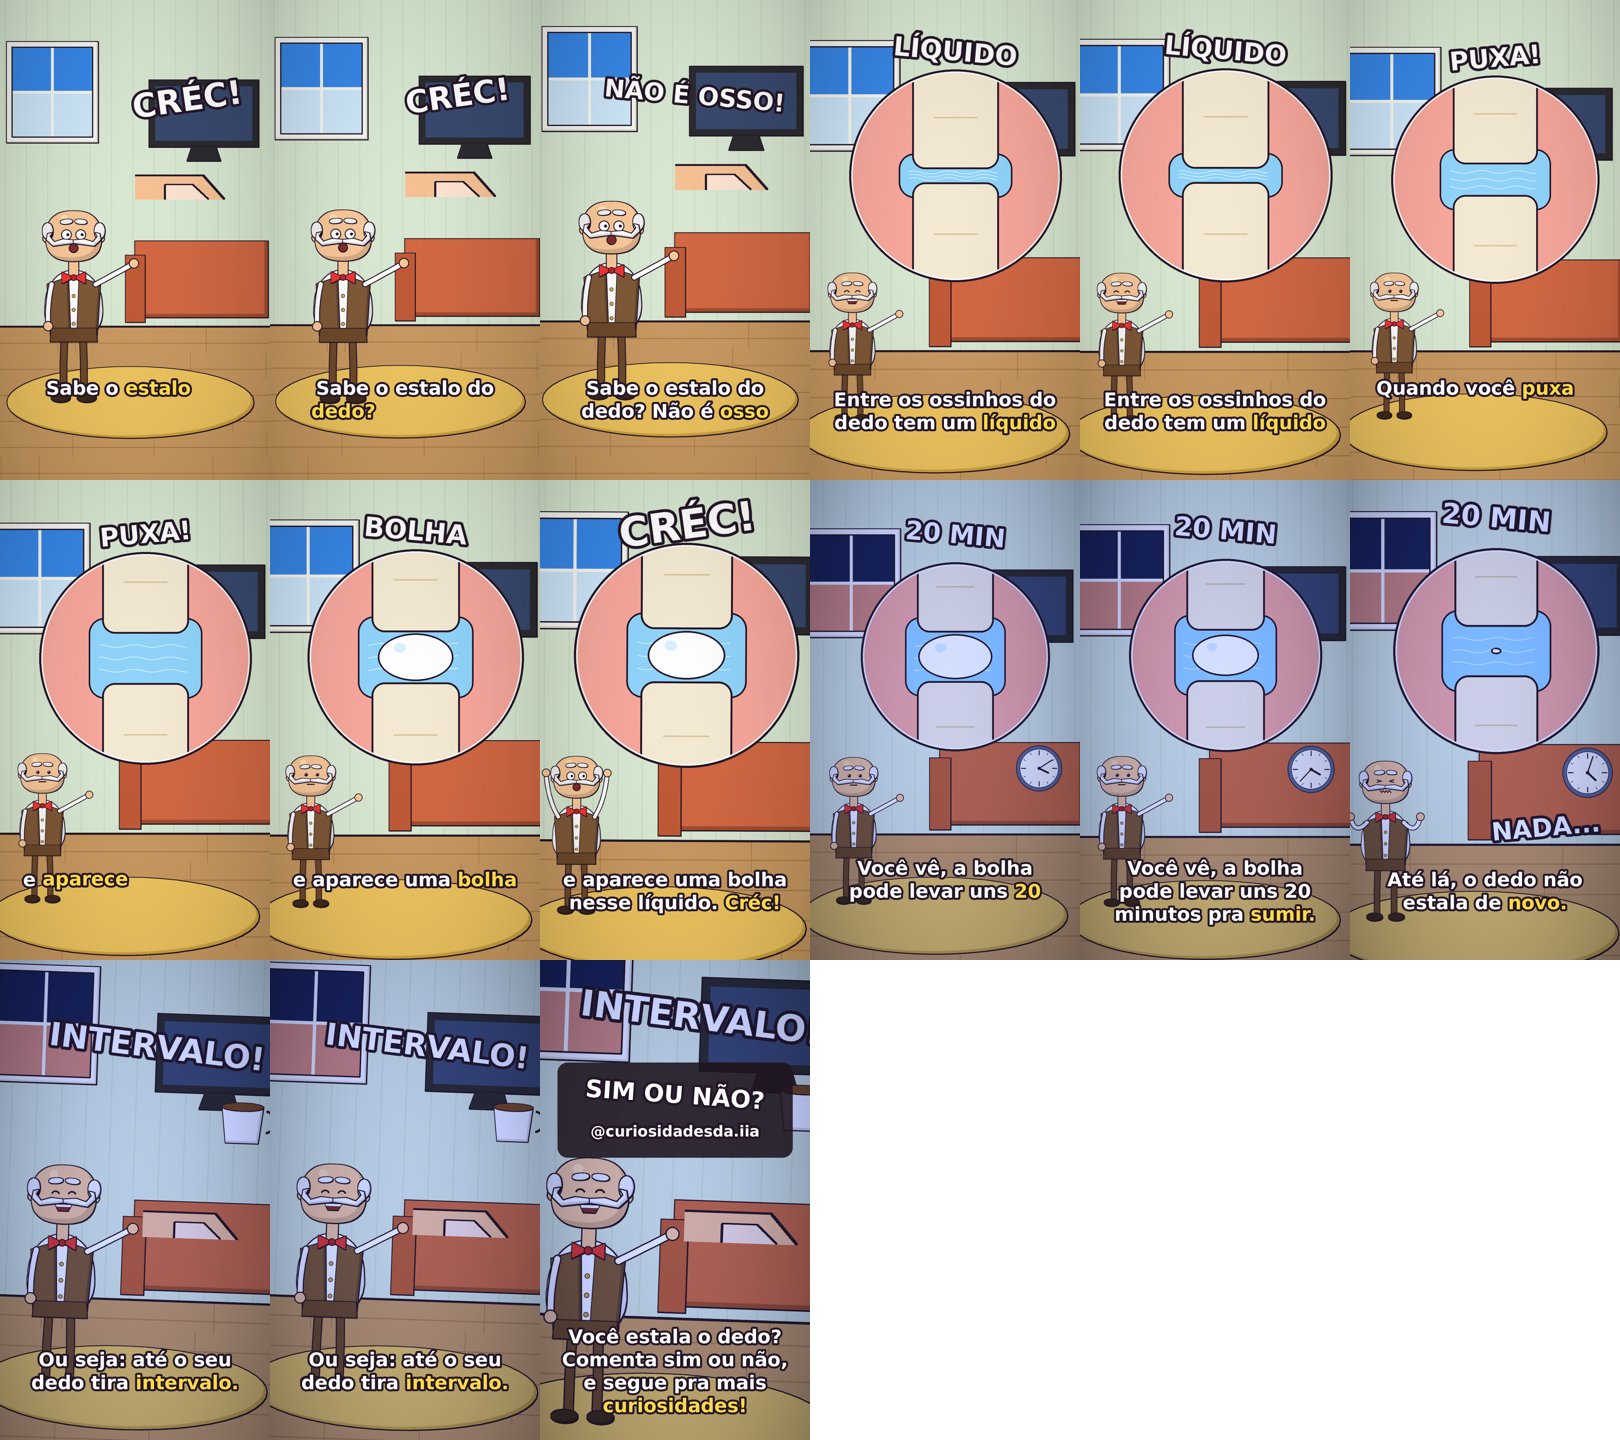 CRÉC!
Sabe o estalo
CRÉC!
Sabe o estalo do
dedo?
NÃO É OSSO!
Sabe o estalo do
dedo? Não é osso
LÍQUIDO
Entre os ossinhos do
dedo tem um líquido
LÍQUIDO
Entre os ossinhos do
dedo tem um líquido
PUXA!
Quando você puxa
PUXA!
e aparece
BOLHA
e aparece uma bolha
CRÉC!
e aparece uma bolha
nesse líquido. Créc!
20 MIN
Você vê, a bolha
pode levar uns 20
20 MIN
Você vê, a bolha
pode levar uns 20
minutos pra sumir.
20 MIN
NADA...
Até lá, o dedo não
estala de novo.
INTERVALO!
Ou seja: até o seu
dedo tira intervalo.
INTERVALO!
Ou seja: até o seu
dedo tira intervalo.
INTERVALO!
SIM OU NÃO?
@curiosidadesda.iia
Você estala o dedo?
Comenta sim ou não,
e segue pra mais
curiosidades!